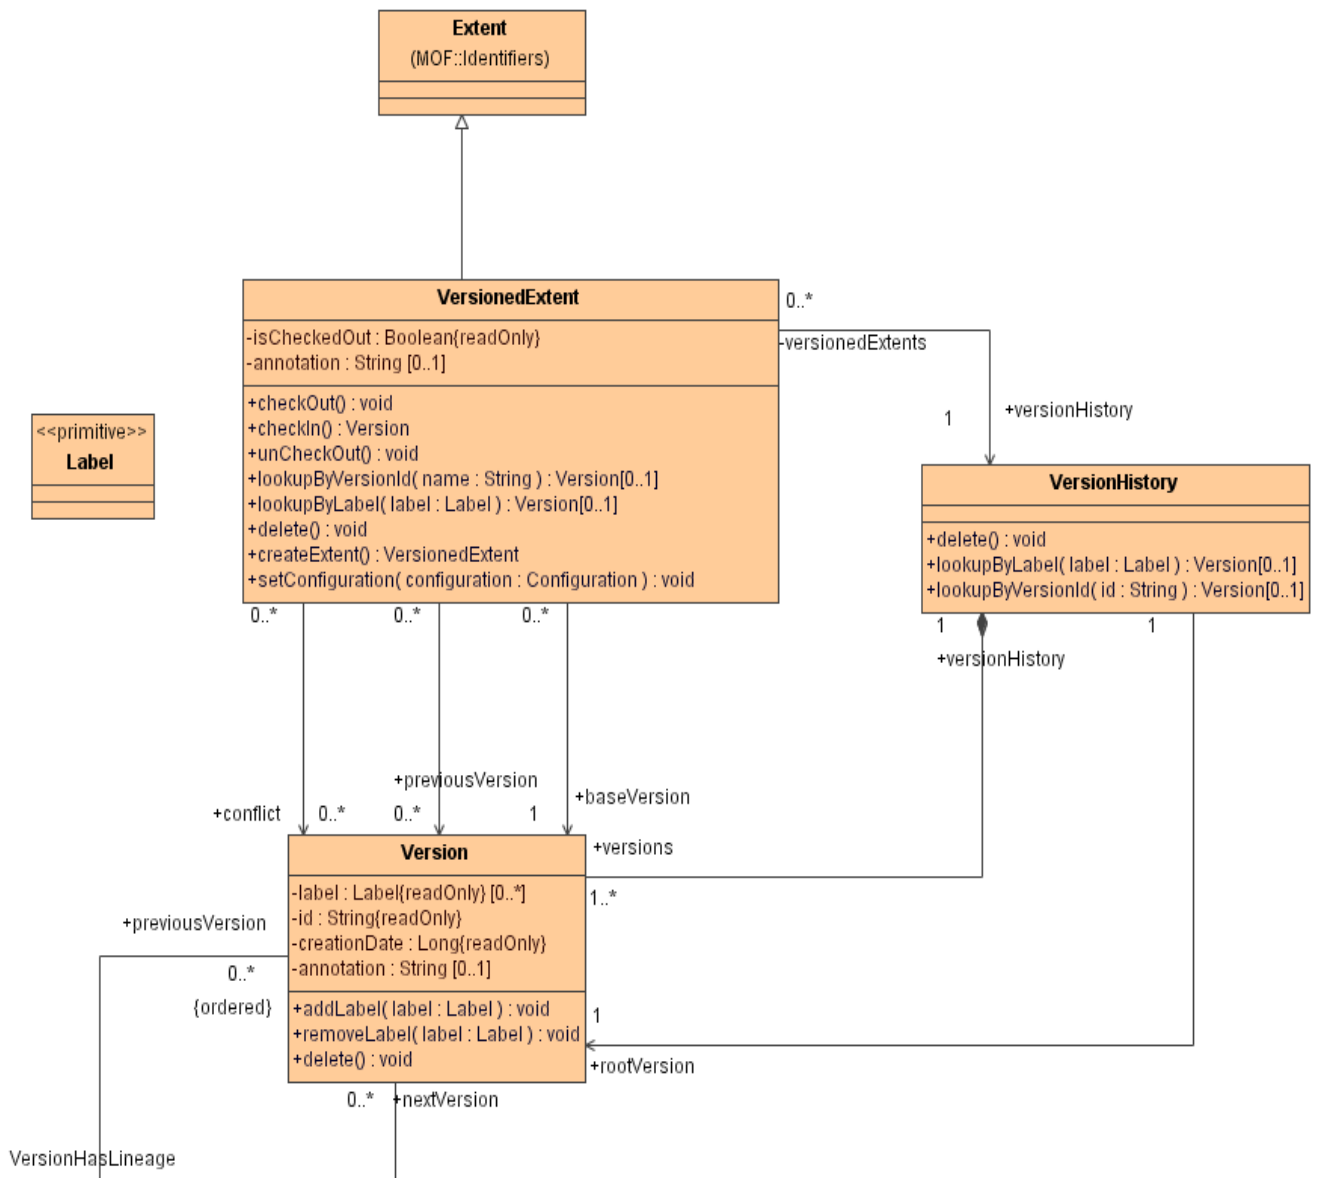 Extent
(MOF::Identifiers)
VersionedExtent
-isCheckedOut : Boolean{readOnly}
-annotation : String [0..1]
+checkOut() : void
+checkIn() : Version
+unCheckOut() : void
+lookupByVersionId( name : String ) : Version[0..1]
+lookupByLabel( label : Label ) : Version[0..1]
+delete() : void
+createExtent() : VersionedExtent
+setConfiguration( configuration : Configuration ) : void
0..*
-versionedExtents
1
+versionHistory
<<primitive>>
Label
VersionHistory
+delete() : void
+lookupByLabel( label : Label ) : Version[0..1]
+lookupByVersionId( id : String ) : Version[0..1]
0..*
0..*
0..*
1
1
+versionHistory
+previousVersion
+baseVersion
+conflict
0..*
0..*
1
+versions
1..*
Version
-label : Label{readOnly} [0..*]
-id : String{readOnly}
-creationDate : Long{readOnly}
-annotation : String [0..1]
+addLabel( label : Label ) : void
+removeLabel( label : Label ) : void
+delete() : void
+previousVersion
0..*
{ordered}
1
+rootVersion
0..*
+nextVersion
VersionHasLineage